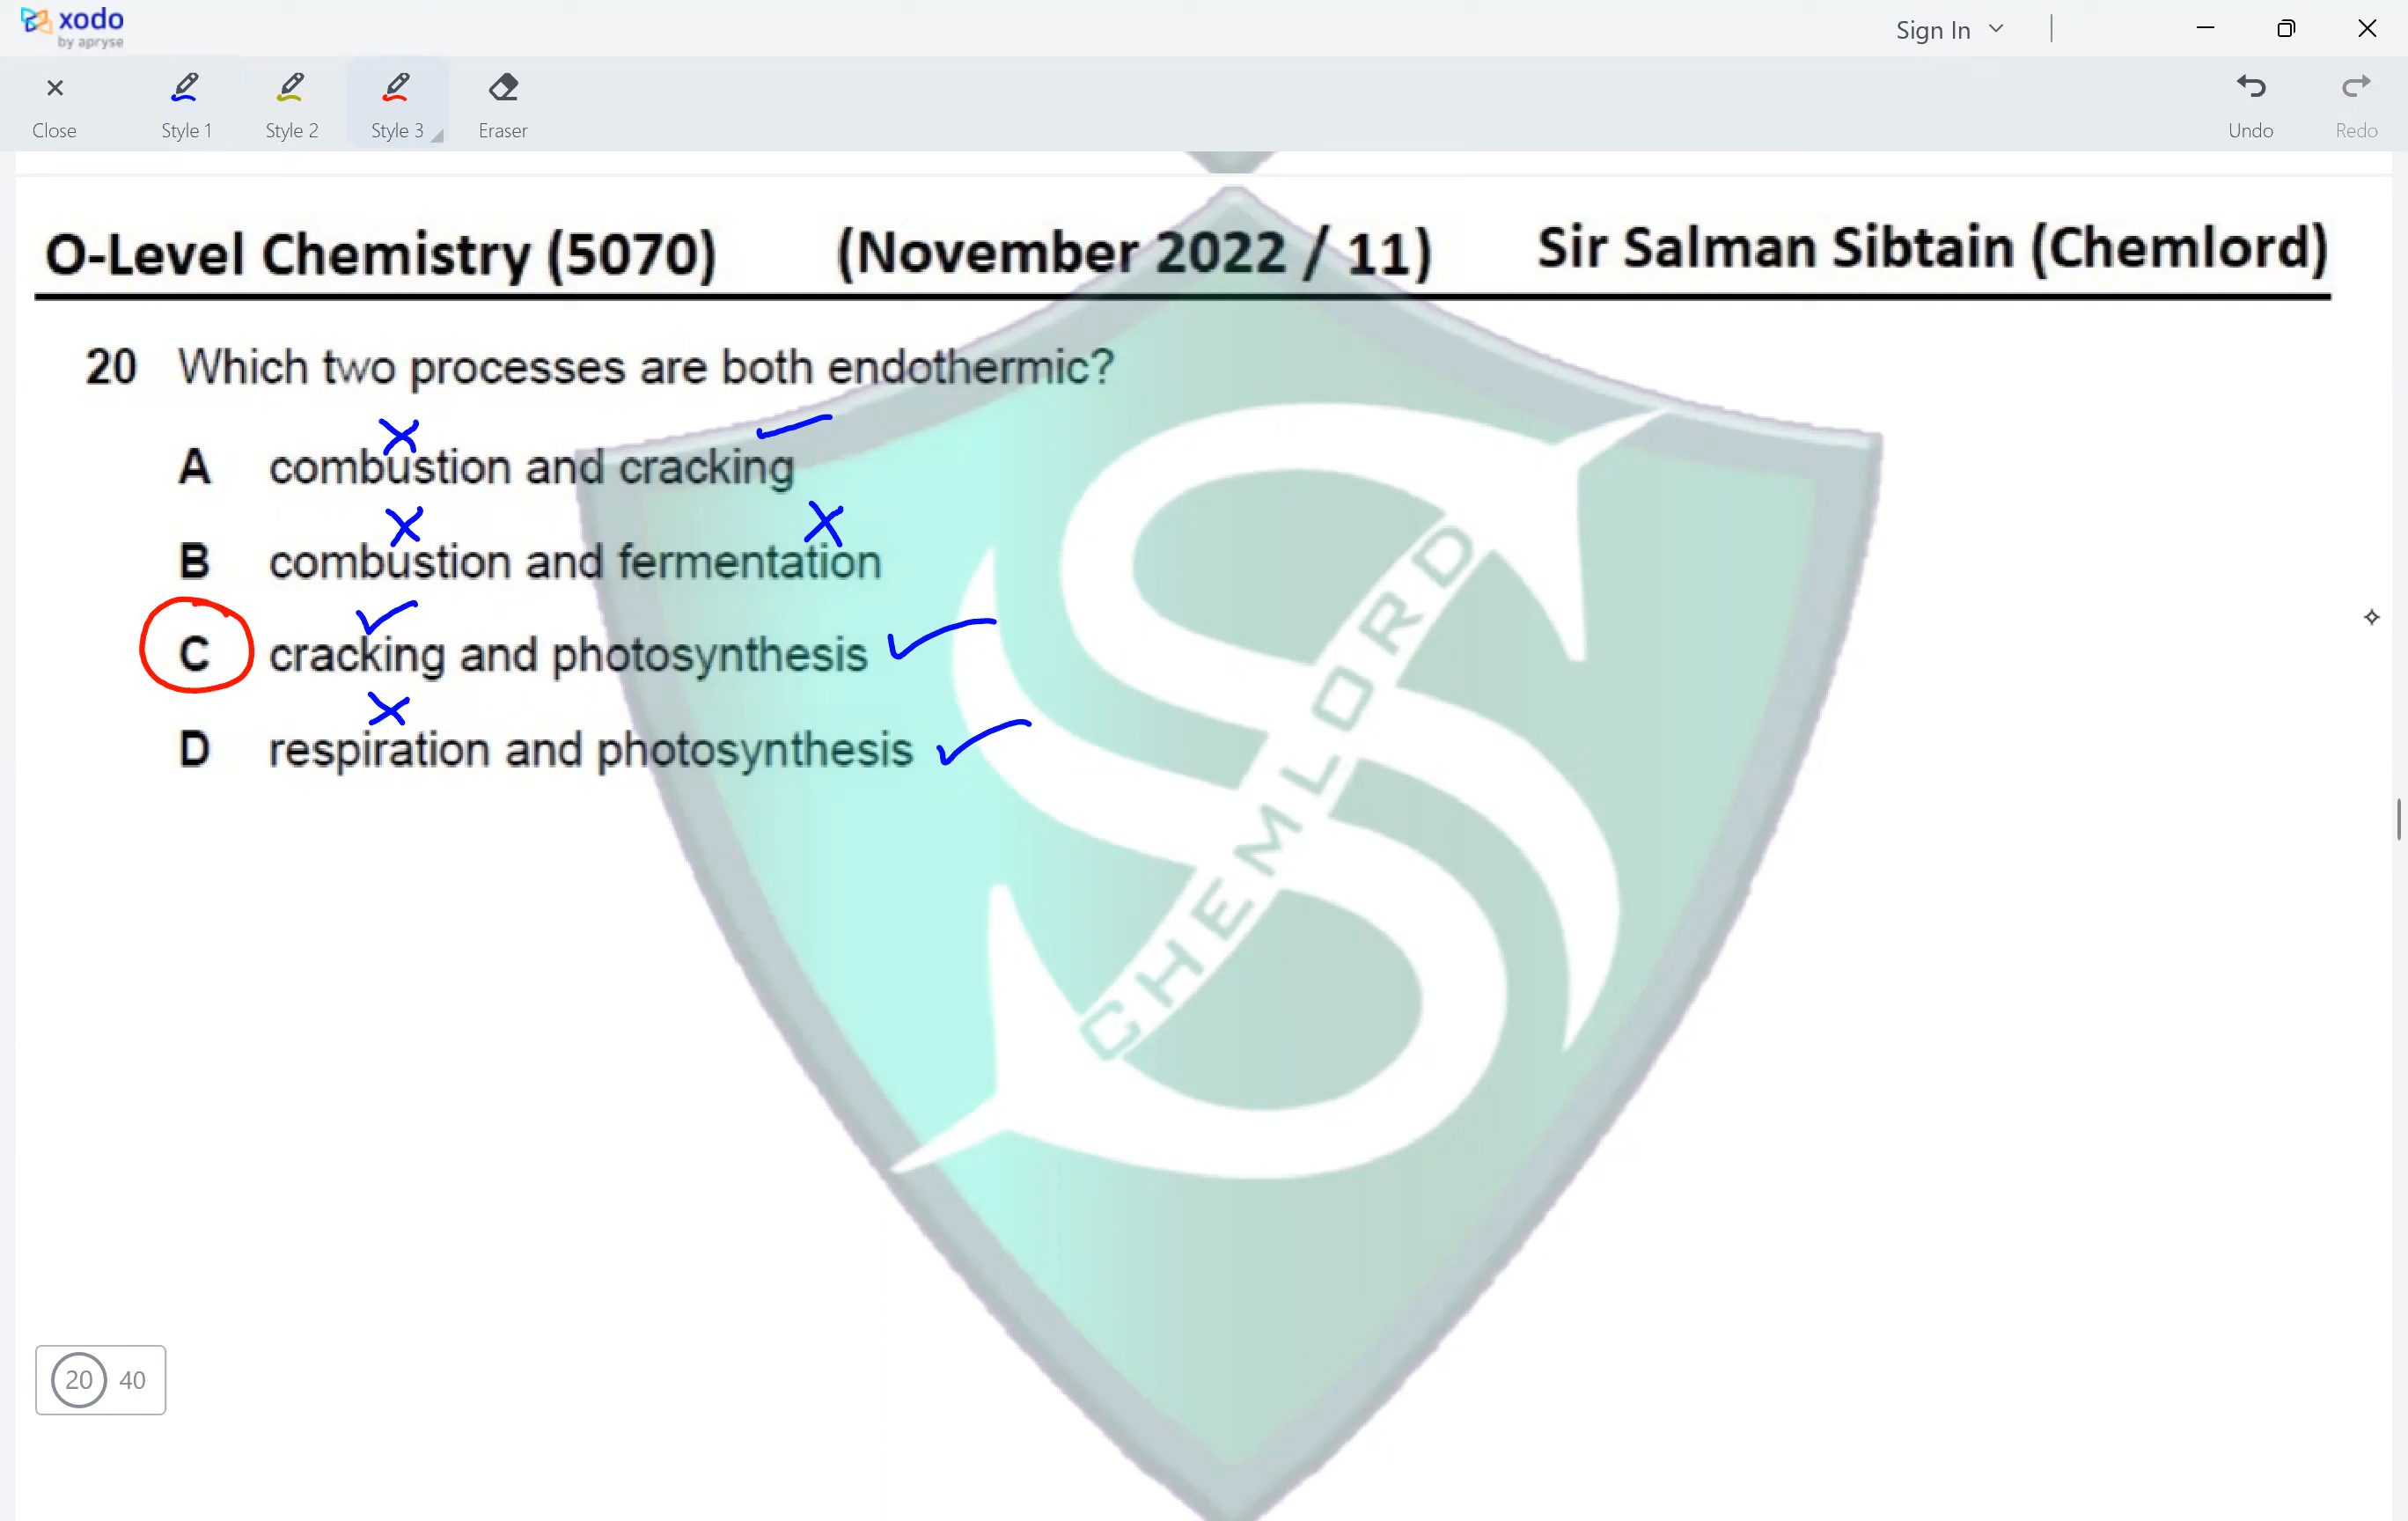 xodo
by apryse
Sign In
Close
Style 1
Style 2
Style 3
Eraser
Undo
Redo
O-Level Chemistry (5070) (November 2022 / 11) Sir Salman Sibtain (Chemlord)
20 Which two processes are both endothermic?
A combustion and cracking
B combustion and fermentation
C cracking and photosynthesis
D respiration and photosynthesis
CHEMLORD
20 40